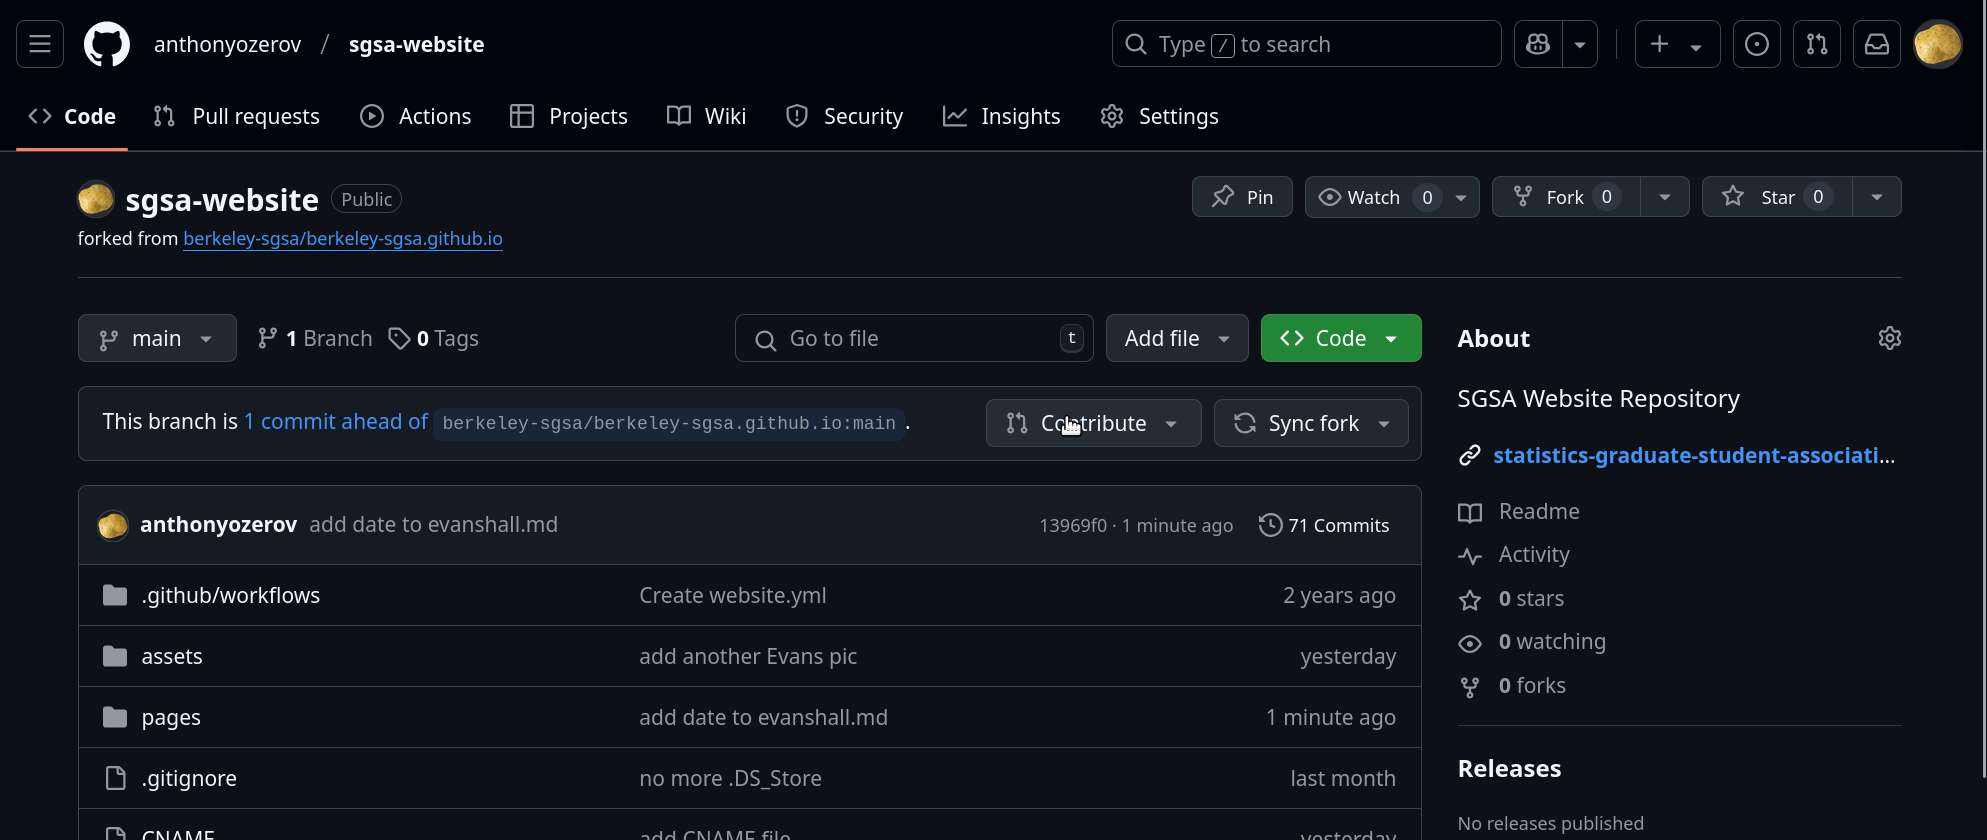 anthonyozerov / sgsa-website
Type / to search
Code Pull requests Actions Projects Wiki Security Insights Settings
sgsa-website Public
Pin Watch 0 Fork 0 Star 0
forked from berkeley-sgsa/berkeley-sgsa.github.io
main 1 Branch 0 Tags Go to file t Add file Code
This branch is 1 commit ahead of berkeley-sgsa/berkeley-sgsa.github.io:main . Contribute Sync fork
anthonyozerov add date to evanshall.md 13969f0 · 1 minute ago 71 Commits
.github/workflows Create website.yml 2 years ago
assets add another Evans pic yesterday
pages add date to evanshall.md 1 minute ago
.gitignore no more .DS_Store last month
CNAME add CNAME file yesterday
About
SGSA Website Repository
statistics-graduate-student-associati...
Readme
Activity
0 stars
0 watching
0 forks
Releases
No releases published